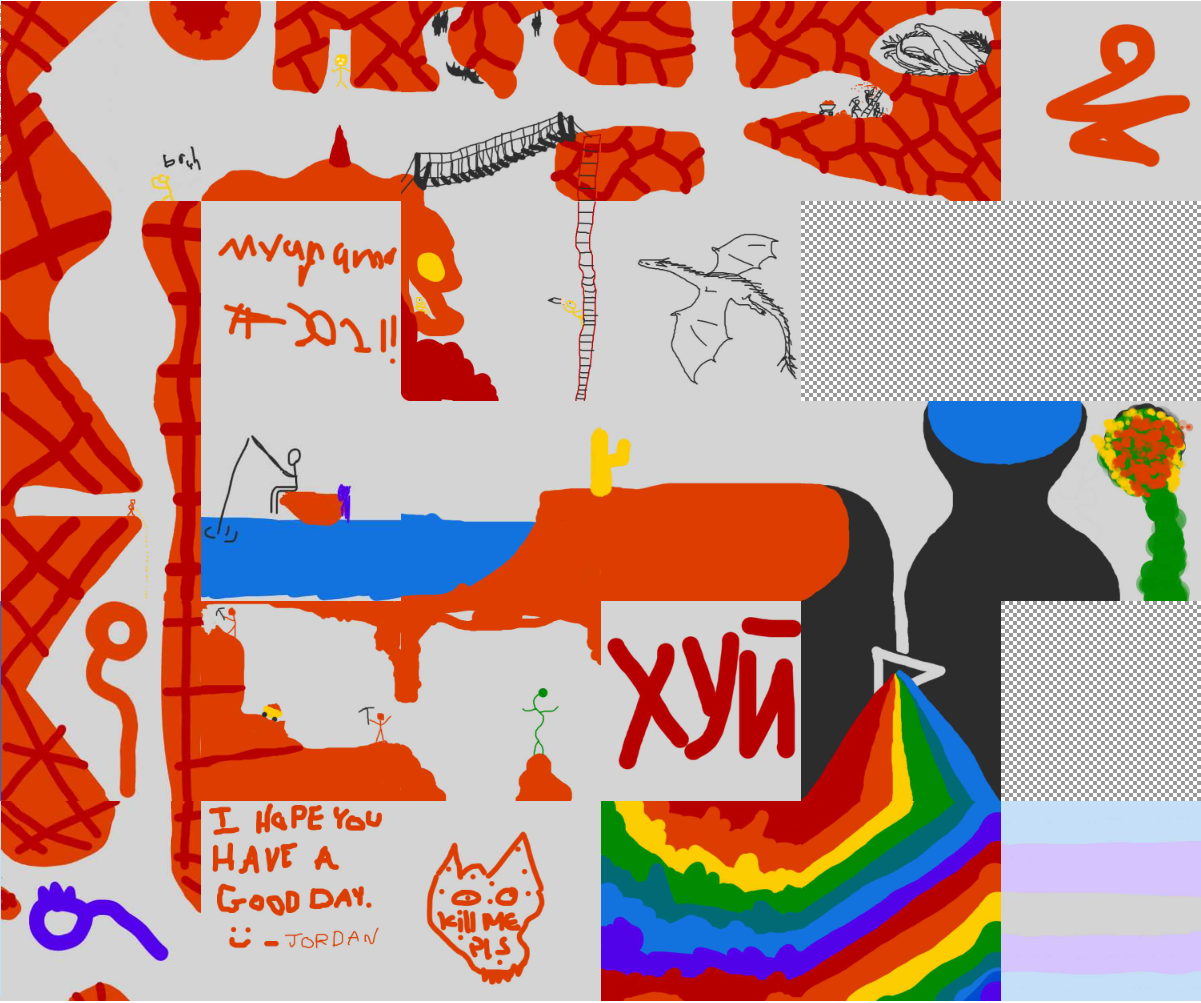 bruh
ХУЙ
I HOPE YOU
HAVE A
GOOD DAY.
- JORDAN
Kill ME
PLS